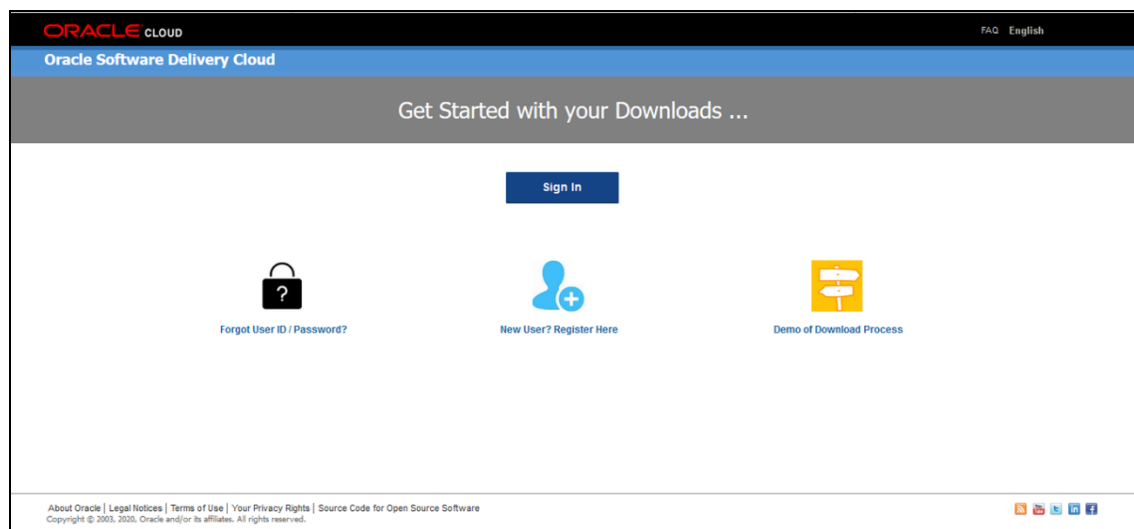 ORACLE CLOUD
FAQ English
Oracle Software Delivery Cloud
Get Started with your Downloads ...
Sign In
?
Forgot User ID / Password?
New User? Register Here
Demo of Download Process
About Oracle | Legal Notices | Terms of Use | Your Privacy Rights | Source Code for Open Source Software
Copyright © 2003, 2020, Oracle and/or its affiliates. All rights reserved.